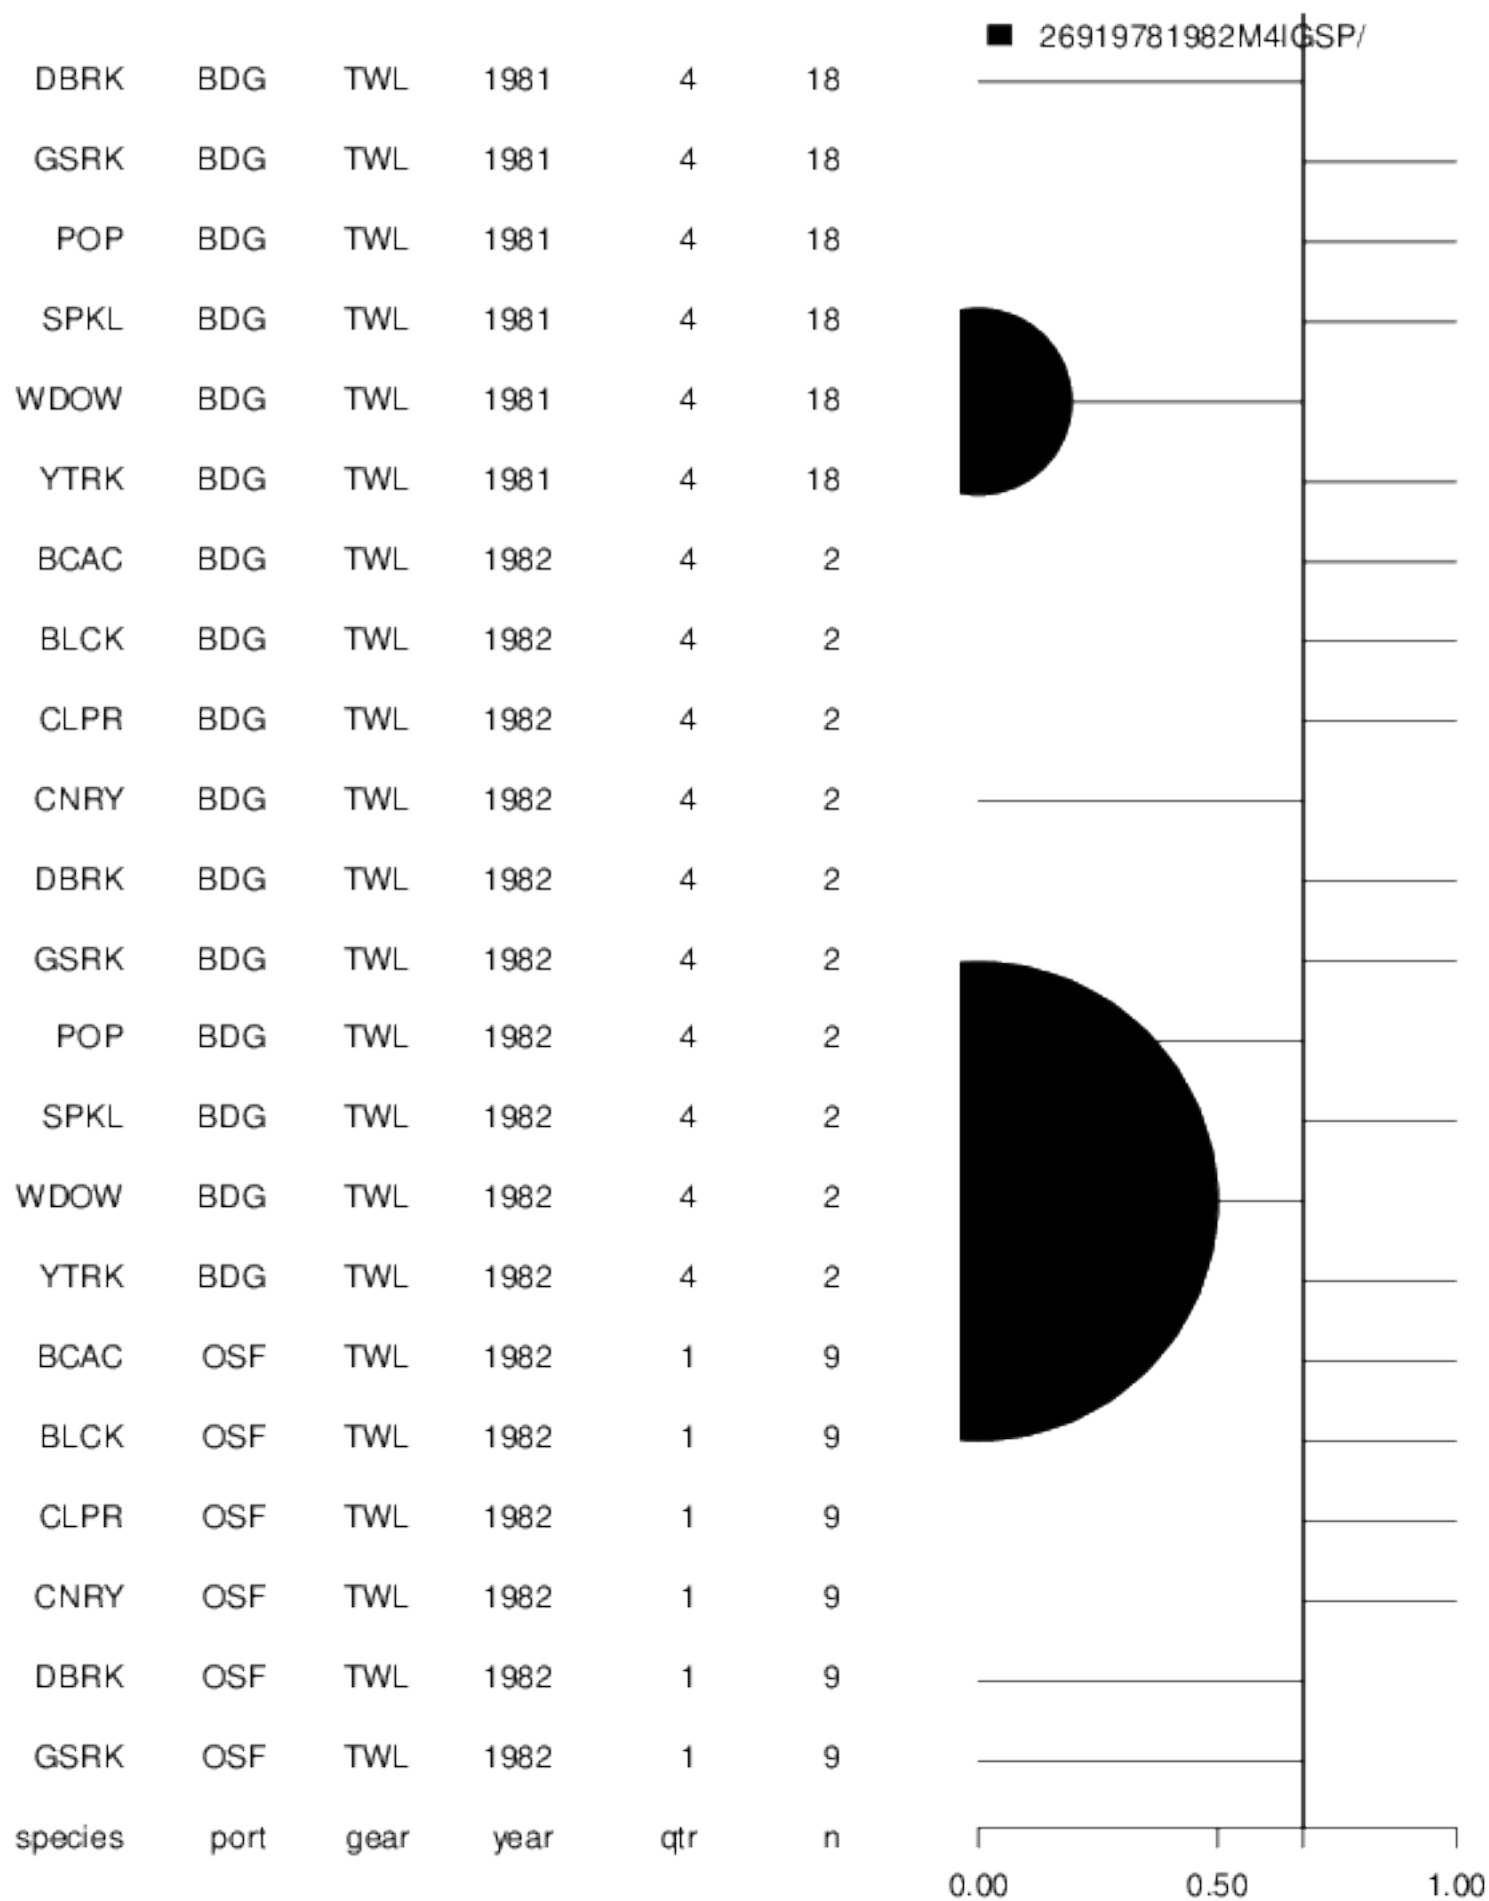 26919781982M4IGSP/
DBRK BDG TWL 1981 4 18
GSRK BDG TWL 1981 4 18
POP BDG TWL 1981 4 18
SPKL BDG TWL 1981 4 18
WDOW BDG TWL 1981 4 18
YTRK BDG TWL 1981 4 18
BCAC BDG TWL 1982 4 2
BLCK BDG TWL 1982 4 2
CLPR BDG TWL 1982 4 2
CNRY BDG TWL 1982 4 2
DBRK BDG TWL 1982 4 2
GSRK BDG TWL 1982 4 2
POP BDG TWL 1982 4 2
SPKL BDG TWL 1982 4 2
WDOW BDG TWL 1982 4 2
YTRK BDG TWL 1982 4 2
BCAC OSF TWL 1982 1 9
BLCK OSF TWL 1982 1 9
CLPR OSF TWL 1982 1 9
CNRY OSF TWL 1982 1 9
DBRK OSF TWL 1982 1 9
GSRK OSF TWL 1982 1 9
species port gear year qtr n
0.00 0.50 1.00